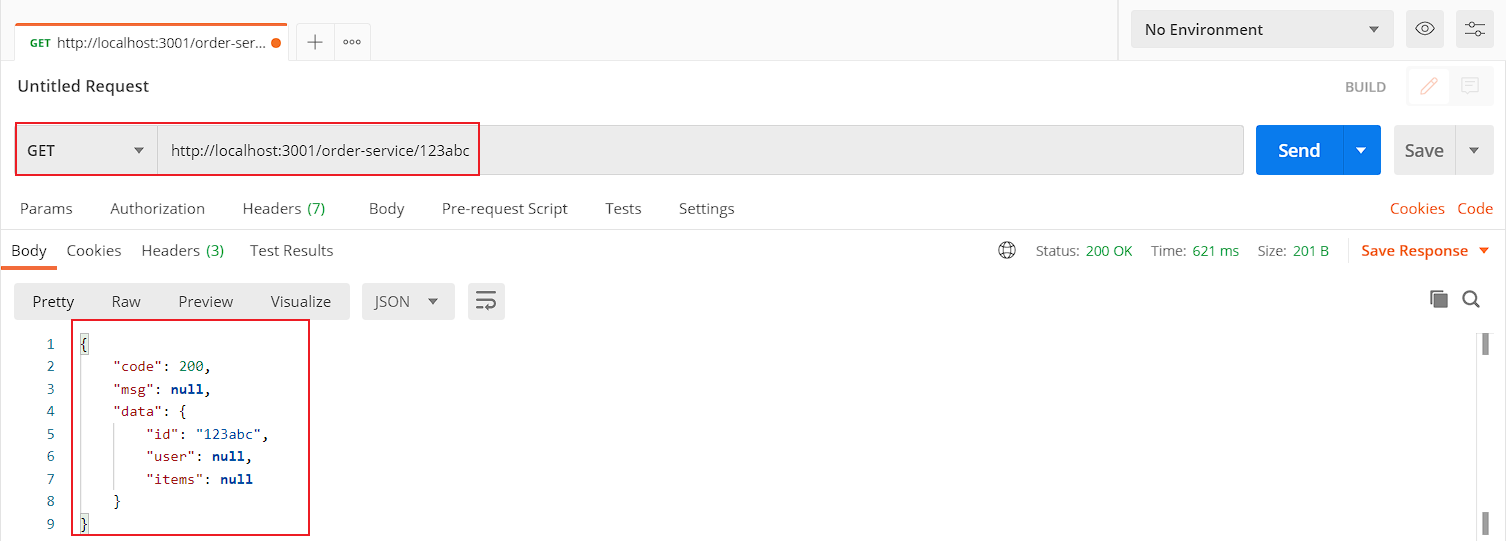 GET http://localhost:3001/order-ser... No Environment
Untitled Request BUILD
GET http://localhost:3001/order-service/123abc Send Save
Params Authorization Headers (7) Body Pre-request Script Tests Settings Cookies Code
Body Cookies Headers (3) Test Results Status: 200 OK Time: 621 ms Size: 201 B Save Response
Pretty Raw Preview Visualize JSON
1 {
2 "code": 200,
3 "msg": null,
4 "data": {
5 "id": "123abc",
6 "user": null,
7 "items": null
8 }
9 }